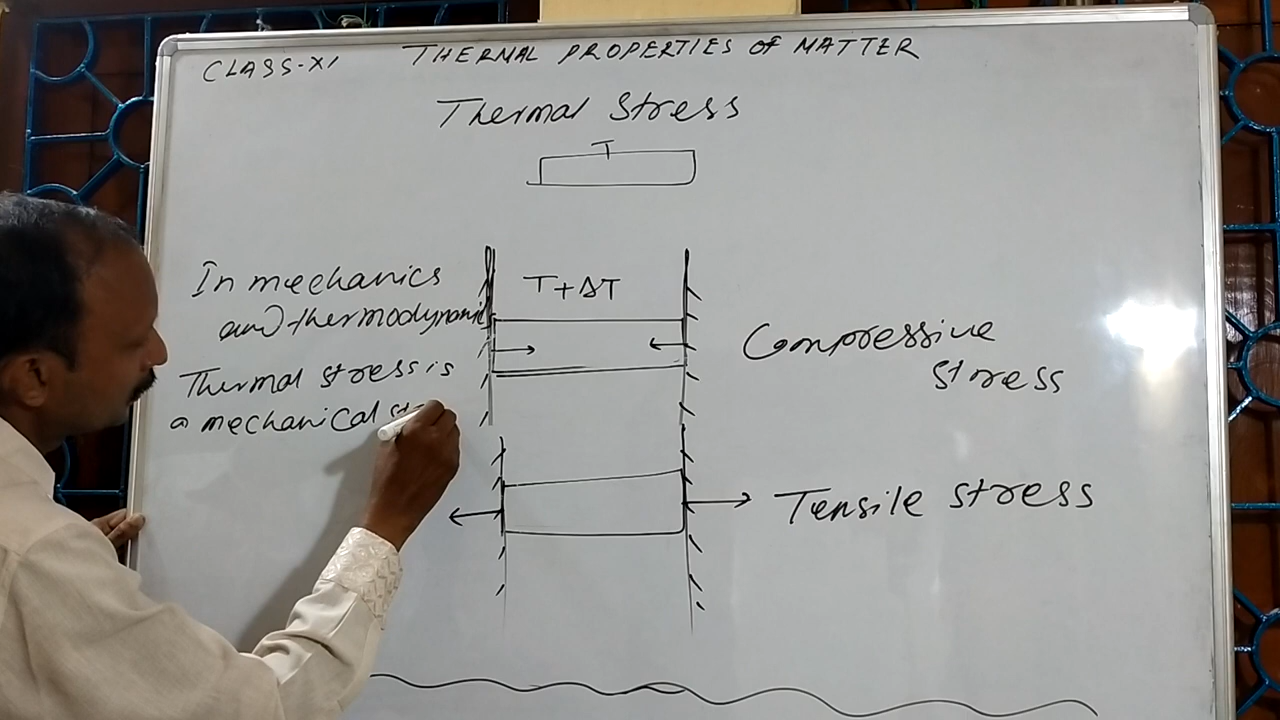 CLASS-XI THERMAL PROPERTIES OF MATTER
Thermal Stress
T
T+ΔT
In mechanics
and thermodynamic
Thermal stress is
a mechanical
Compressive
stress
Tensile stress